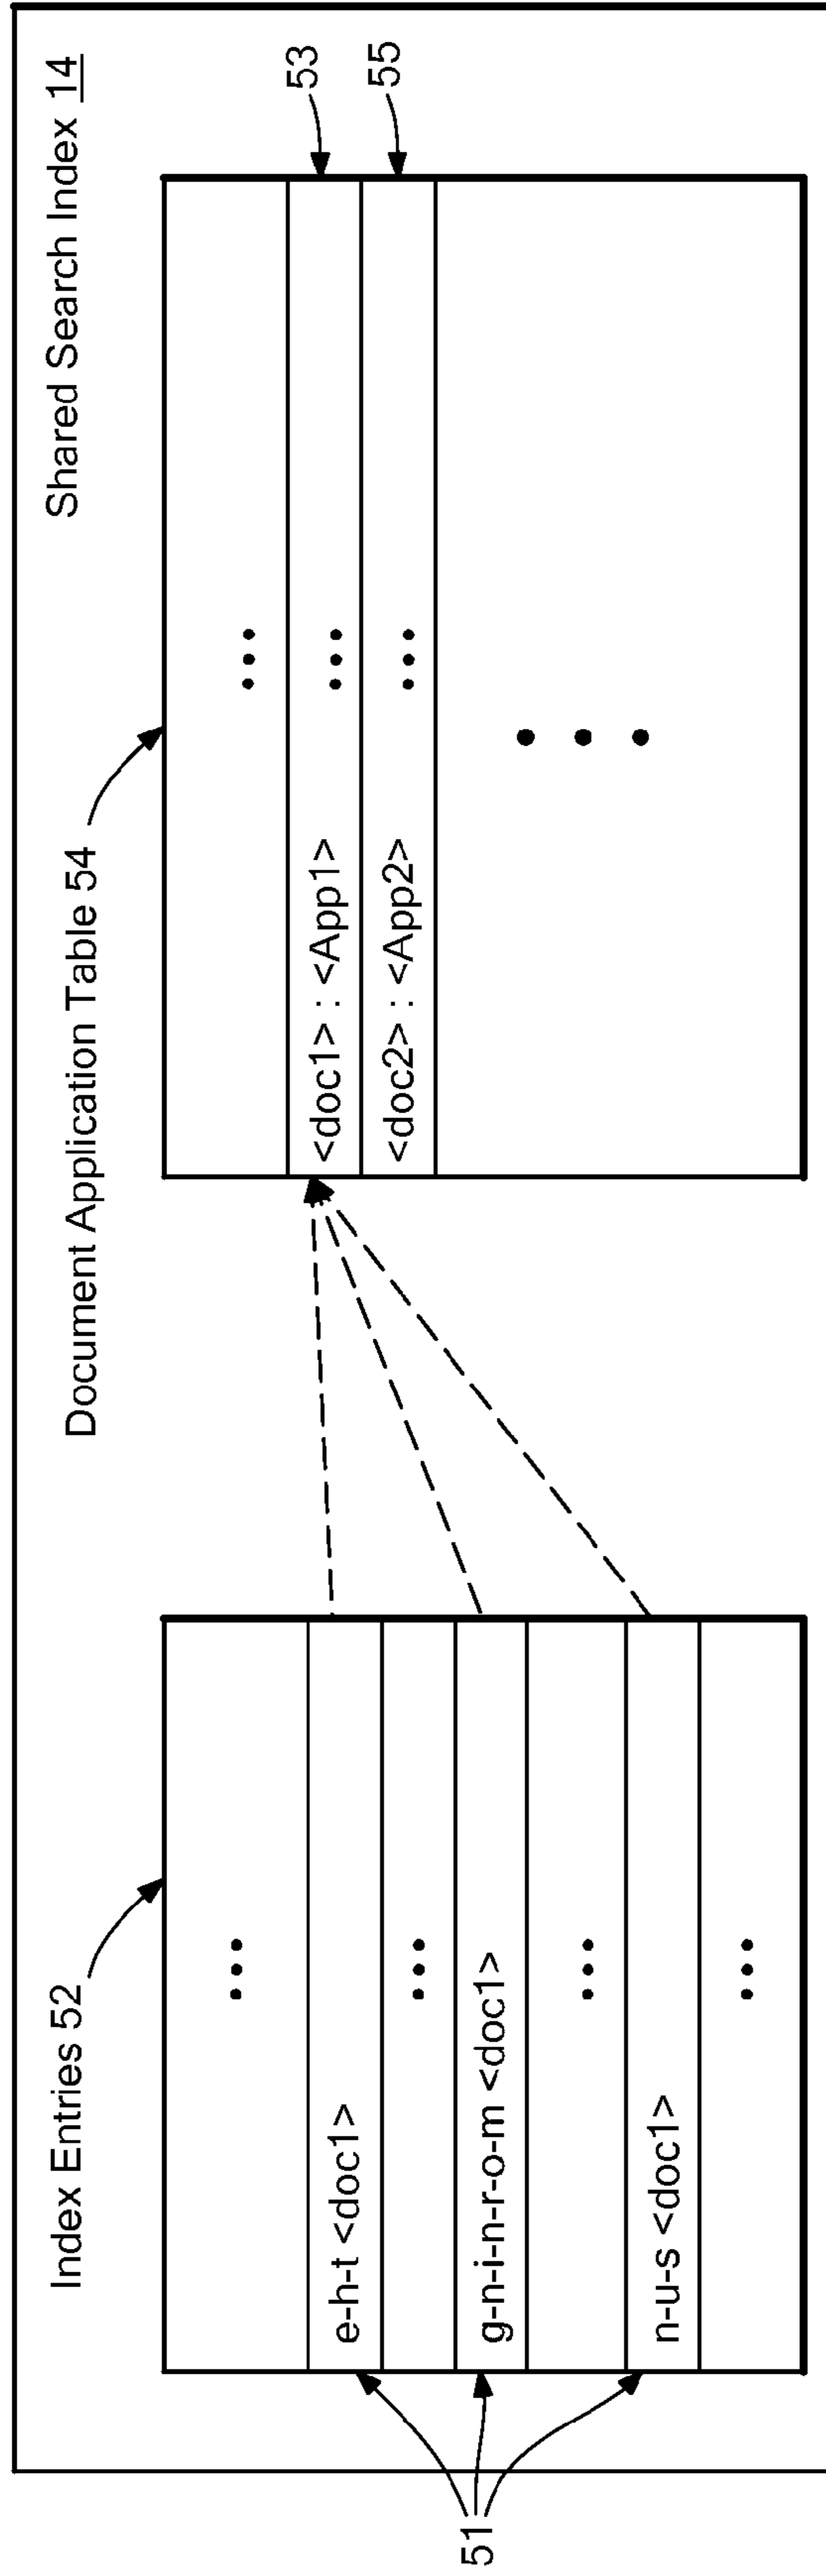 Shared Search Index 14
Index Entries 52
Document Application Table 54
•••
e-h-t <doc1>
•••
g-n-i-n-r-o-m <doc1>
•••
n-u-s <doc1>
•••
51
•••
<doc1> : <App1> •••
<doc2> : <App2> •••
53
55